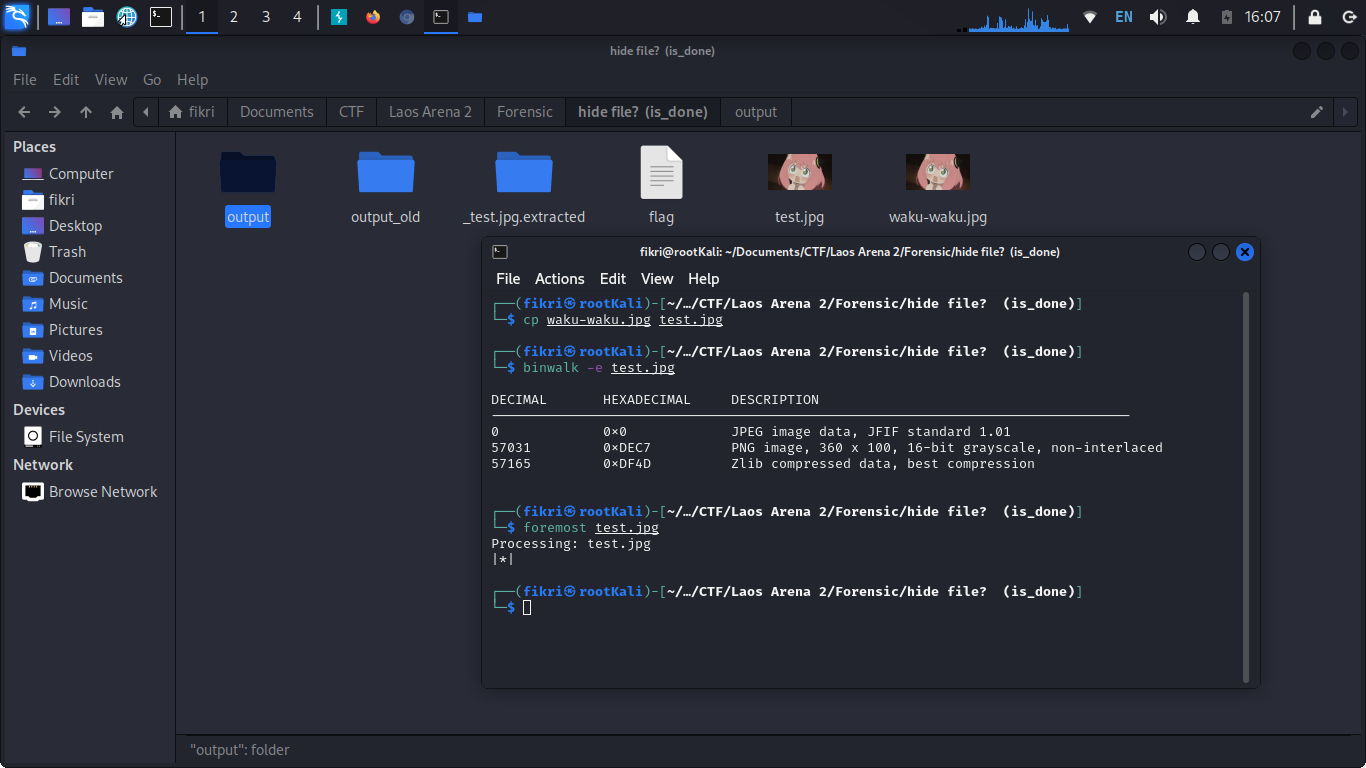 1 2 3 4 EN 16:07
hide file? (is_done)
File Edit View Go Help
fikri Documents CTF Laos Arena 2 Forensic hide file? (is_done) output
Places
Computer
fikri
Desktop
Trash
Documents
Music
Pictures
Videos
Downloads
Devices
File System
Network
Browse Network
output output_old _test.jpg.extracted flag test.jpg waku-waku.jpg
fikri@rootKali: ~/Documents/CTF/Laos Arena 2/Forensic/hide file? (is_done)
File Actions Edit View Help
┌──(fikri㉿rootKali)-[~/…/CTF/Laos Arena 2/Forensic/hide file?  (is_done)]
└─$ cp waku-waku.jpg test.jpg
┌──(fikri㉿rootKali)-[~/…/CTF/Laos Arena 2/Forensic/hide file?  (is_done)]
└─$ binwalk -e test.jpg
DECIMAL       HEXADECIMAL     DESCRIPTION
0             0×0             JPEG image data, JFIF standard 1.01
57031         0×DEC7          PNG image, 360 x 100, 16-bit grayscale, non-interlaced
57165         0×DF4D          Zlib compressed data, best compression
┌──(fikri㉿rootKali)-[~/…/CTF/Laos Arena 2/Forensic/hide file?  (is_done)]
└─$ foremost test.jpg
Processing: test.jpg
|*|
┌──(fikri㉿rootKali)-[~/…/CTF/Laos Arena 2/Forensic/hide file?  (is_done)]
└─$
"output": folder